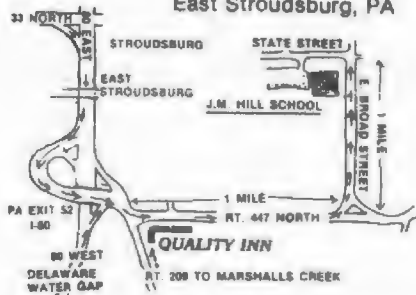 East Stroudsburg, PA
33 NORTH
80 EAST
STROUDSBURG
STATE STREET
EAST
STROUDSBURG
J.M. HILL SCHOOL
E. BROAD STREET
1 MILE
1 MILE
PA EXIT 52
I-80
RT. 447 NORTH
QUALITY INN
80 WEST
DELAWARE
WATER GAP
RT. 209 TO MARSHALLS CREEK